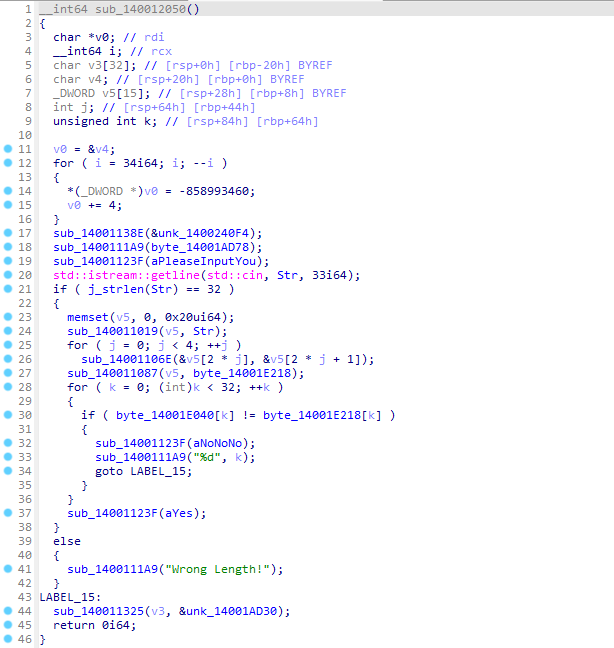 1 __int64 sub_140012050()
2 {
3 char *v0; // rdi
4 __int64 i; // rcx
5 char v3[32]; // [rsp+0h] [rbp-20h] BYREF
6 char v4; // [rsp+20h] [rbp+0h] BYREF
7 _DWORD v5[15]; // [rsp+28h] [rbp+8h] BYREF
8 int j; // [rsp+64h] [rbp+44h]
9 unsigned int k; // [rsp+84h] [rbp+64h]
10
11 v0 = &v4;
12 for ( i = 34i64; i; --i )
13 {
14 *(_DWORD *)v0 = -858993460;
15 v0 += 4;
16 }
17 sub_14001138E(&unk_1400240F4);
18 sub_1400111A9(byte_14001AD78);
19 sub_14001123F(aPleaseInputYou);
20 std::istream::getline(std::cin, Str, 33i64);
21 if ( j_strlen(Str) == 32 )
22 {
23 memset(v5, 0, 0x20ui64);
24 sub_140011019(v5, Str);
25 for ( j = 0; j < 4; ++j )
26 sub_14001106E(&v5[2 * j], &v5[2 * j + 1]);
27 sub_140011087(v5, byte_14001E218);
28 for ( k = 0; (int)k < 32; ++k )
29 {
30 if ( byte_14001E040[k] != byte_14001E218[k] )
31 {
32 sub_14001123F(aNoNoNo);
33 sub_1400111A9("%d", k);
34 goto LABEL_15;
35 }
36 }
37 sub_14001123F(aYes);
38 }
39 else
40 {
41 sub_1400111A9("Wrong Length!");
42 }
43 LABEL_15:
44 sub_140011325(v3, &unk_14001AD30);
45 return 0i64;
46 }